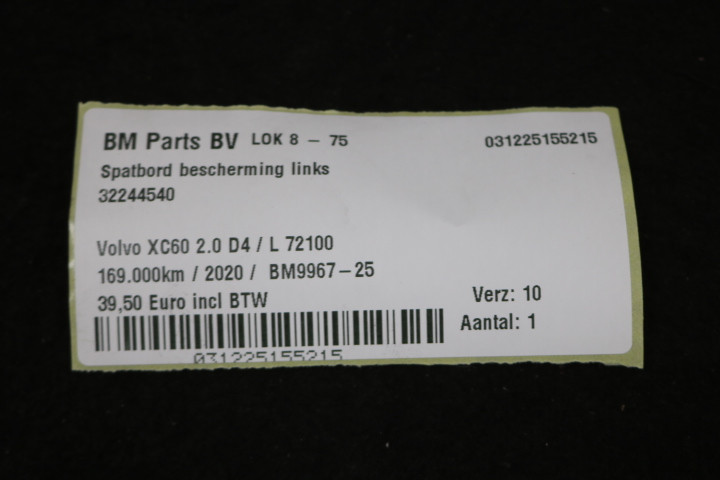 BM Parts BV LOK 8 - 75 031225155215
Spatbord bescherming links
32244540
Volvo XC60 2.0 D4 / L 72100
169.000km / 2020 / BM9967-25
39,50 Euro incl BTW
Verz: 10
Aantal: 1
031225155215